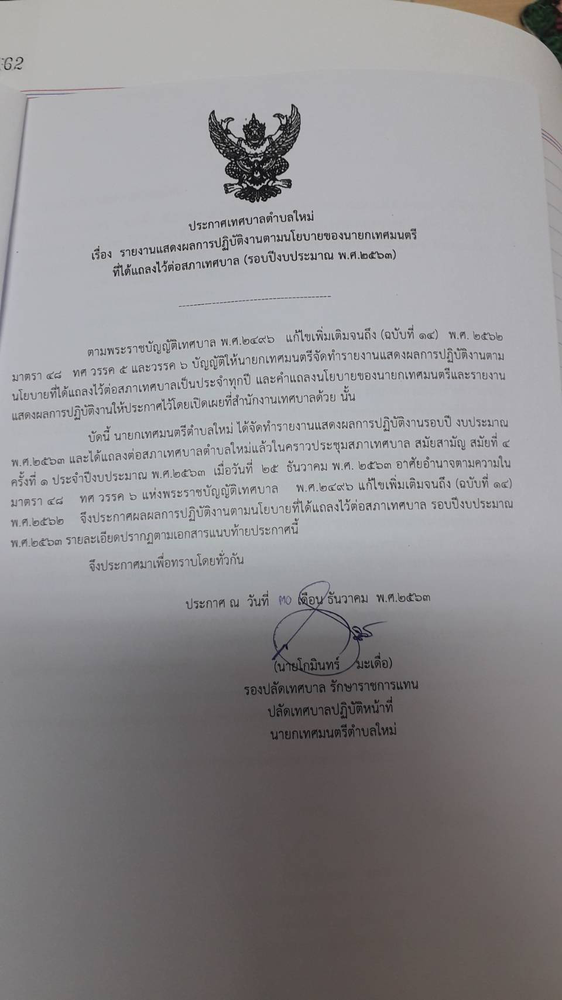 62
ประกาศเทศบาลตำบลใหม่
เรื่อง รายงานแสดงผลการปฏิบัติงานตามนโยบายของนายกเทศมนตรี
ที่ได้แถลงไว้ต่อสภาเทศบาล (รอบปีงบประมาณ พ.ศ.๒๕๖๓)
ตามพระราชบัญญัติเทศบาล พ.ศ.๒๔๙๖ แก้ไขเพิ่มเติมจนถึง (ฉบับที่ ๑๔) พ.ศ. ๒๕๖๒
มาตรา ๔๘ ทศ วรรค ๕ และวรรค ๖ บัญญัติให้นายกเทศมนตรีจัดทำรายงานแสดงผลการปฏิบัติงานตาม
นโยบายที่ได้แถลงไว้ต่อสภาเทศบาลเป็นประจำทุกปี และคำแถลงนโยบายของนายกเทศมนตรีและรายงาน
แสดงผลการปฏิบัติงานให้ประกาศไว้โดยเปิดเผยที่สำนักงานเทศบาลด้วย นั้น
บัดนี้ นายกเทศมนตรีตำบลใหม่ ได้จัดทำรายงานแสดงผลการปฏิบัติงานรอบปี งบประมาณ
พ.ศ.๒๕๖๓ และได้แถลงต่อสภาเทศบาลตำบลใหม่แล้วในคราวประชุมสภาเทศบาล สมัยสามัญ สมัยที่ ๔
ครั้งที่ ๑ ประจำปีงบประมาณ พ.ศ.๒๕๖๓ เมื่อวันที่ ๒๕ ธันวาคม พ.ศ. ๒๕๖๓ อาศัยอำนาจตามความใน
มาตรา ๔๘ ทศ วรรค ๖ แห่งพระราชบัญญัติเทศบาล พ.ศ.๒๔๙๖ แก้ไขเพิ่มเติมจนถึง (ฉบับที่ ๑๔)
พ.ศ.๒๕๖๒ จึงประกาศผลผลการปฏิบัติงานตามนโยบายที่ได้แถลงไว้ต่อสภาเทศบาล รอบปีงบประมาณ
พ.ศ.๒๕๖๓ รายละเอียดปรากฏตามเอกสารแนบท้ายประกาศนี้
จึงประกาศมาเพื่อทราบโดยทั่วกัน
ประกาศ ณ วันที่ ๓๐ เดือน ธันวาคม พ.ศ.๒๕๖๓
(นายโกมินทร์ มะเดื่อ)
รองปลัดเทศบาล รักษาราชการแทน
ปลัดเทศบาลปฏิบัติหน้าที่
นายกเทศมนตรีตำบลใหม่